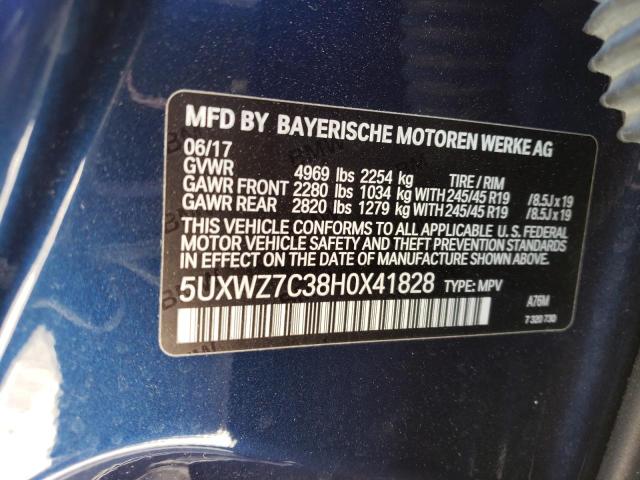 MFD BY BAYERISCHE MOTOREN WERKE AG
06/17
GVWR 4969 lbs 2254 kg TIRE / RIM
GAWR FRONT 2280 lbs 1034 kg WITH 245/45 R19 /8.5J x 19
GAWR REAR 2820 lbs 1279 kg WITH 245/45 R19 /8.5J x 19
THIS VEHICLE CONFORMS TO ALL APPLICABLE U. S. FEDERAL
MOTOR VEHICLE SAFETY AND THEFT PREVENTION STANDARDS
IN EFFECT ON THE DATE OF MANUFACTURE SHOWN ABOVE.
5UXWZ7C38H0X41828 TYPE: MPV
A76M
7 320 730